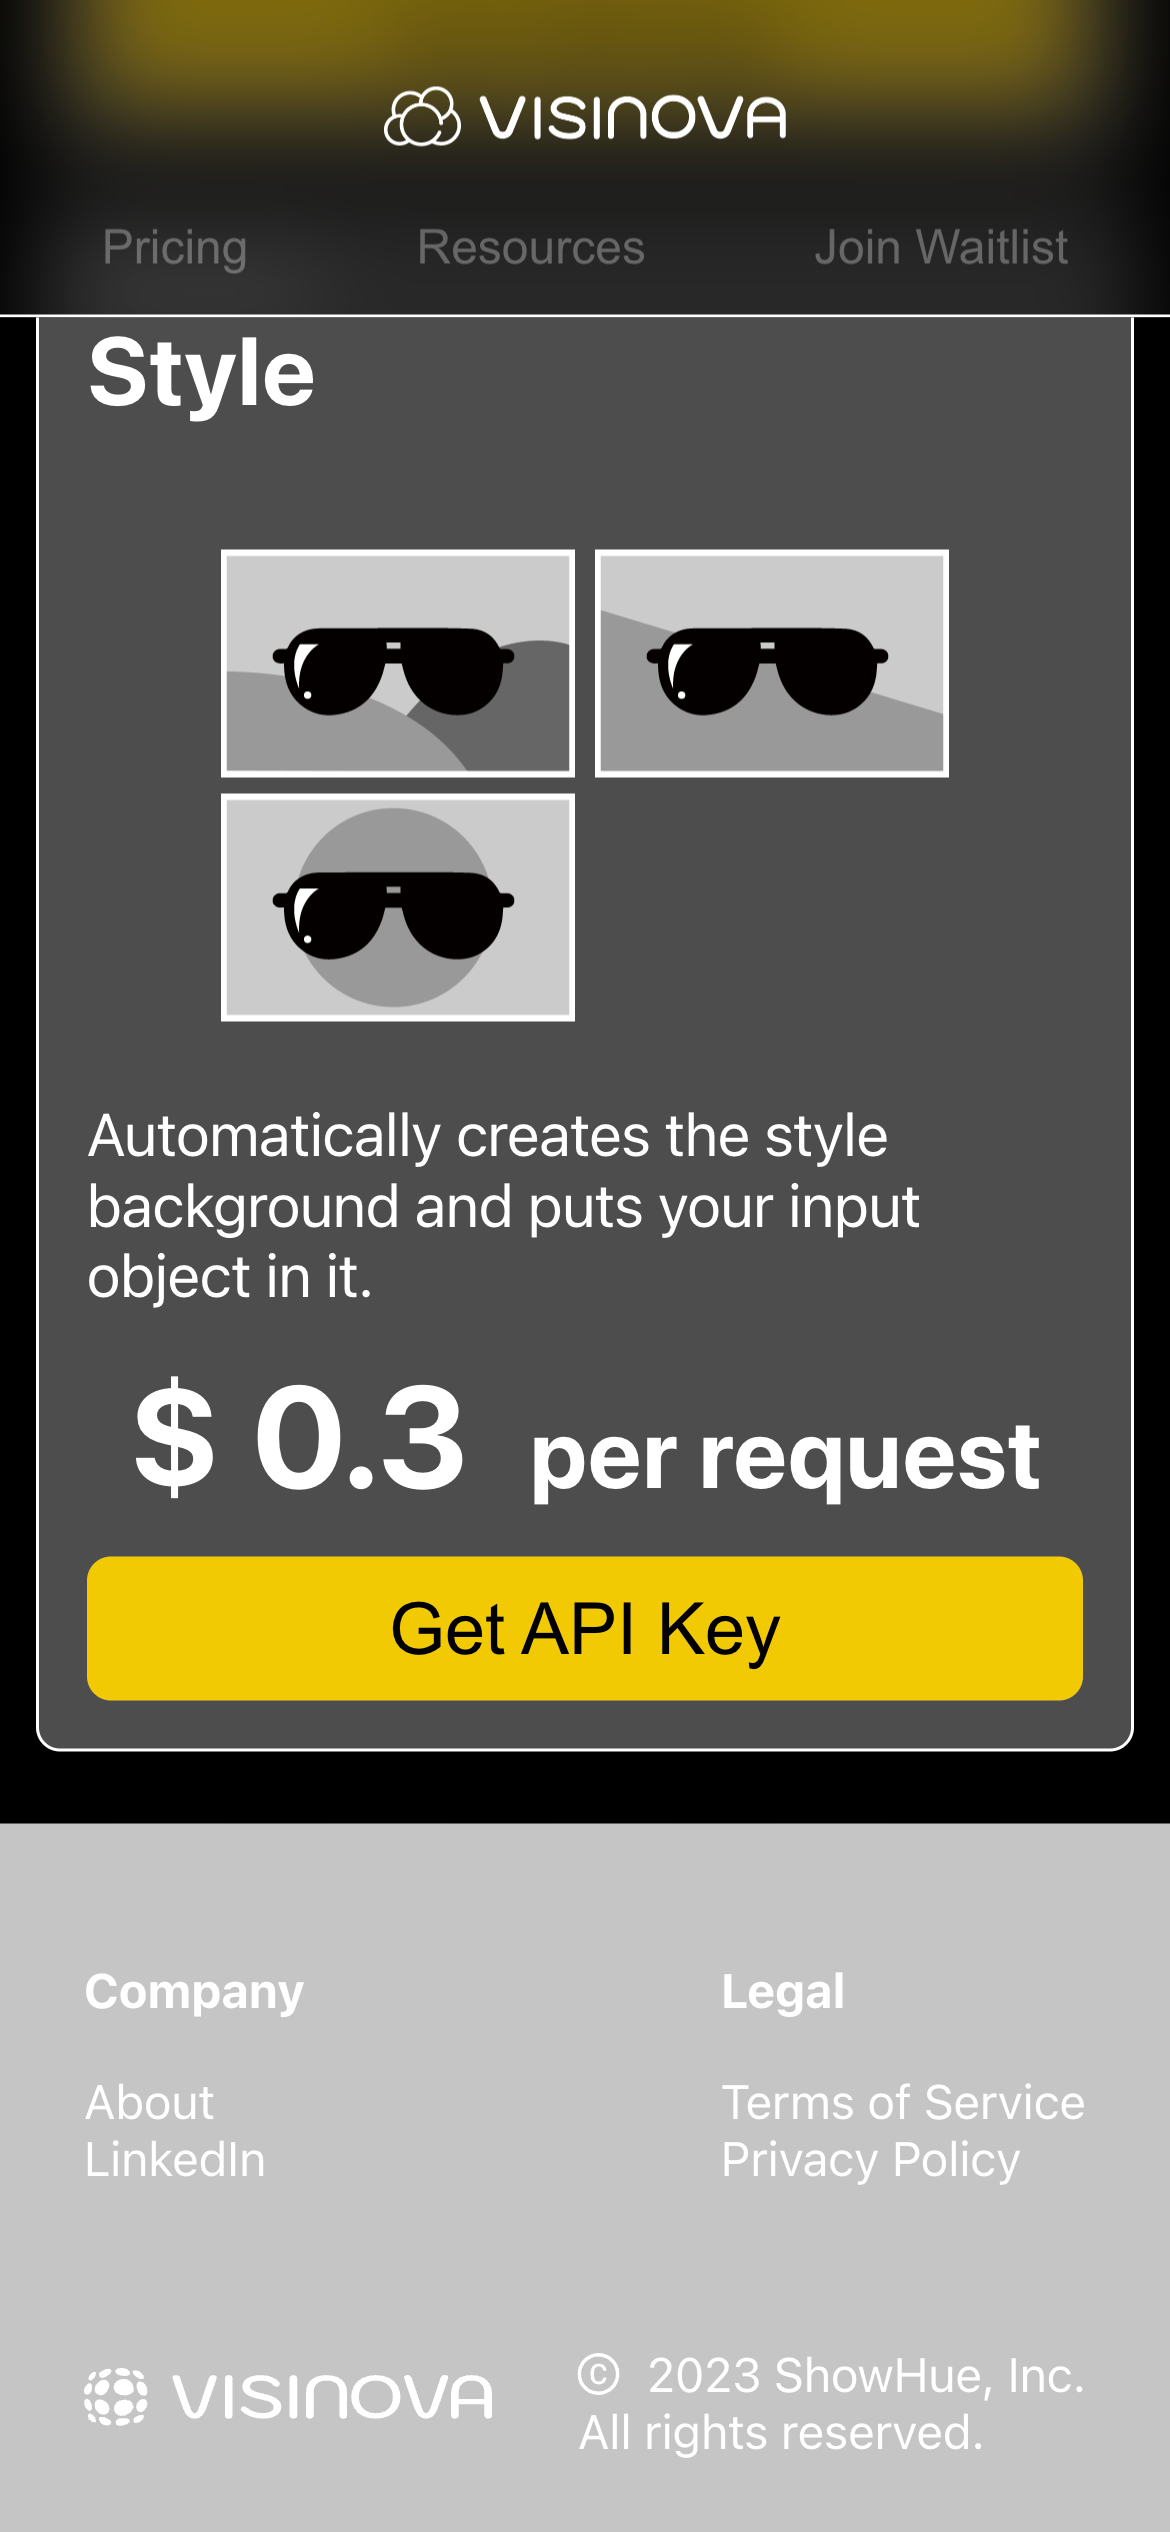 VISINOVA
Pricing Resources Join Waitlist
Style
Automatically creates the style
background and puts your input
object in it.
$ 0.3 per request
Get API Key
Company
About
LinkedIn
Legal
Terms of Service
Privacy Policy
VISINOVA
© 2023 ShowHue, Inc.
All rights reserved.